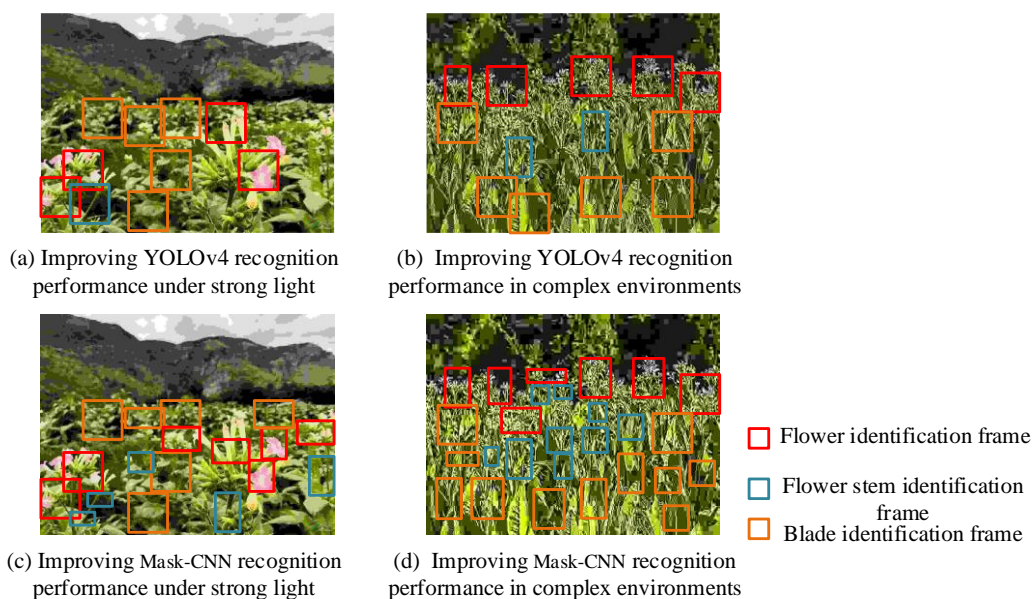 (a) Improving YOLOv4 recognition
performance under strong light
(b) Improving YOLOv4 recognition
performance in complex environments
(c) Improving Mask-CNN recognition
performance under strong light
(d) Improving Mask-CNN recognition
performance in complex environments
Flower identification frame
Flower stem identification
frame
Blade identification frame